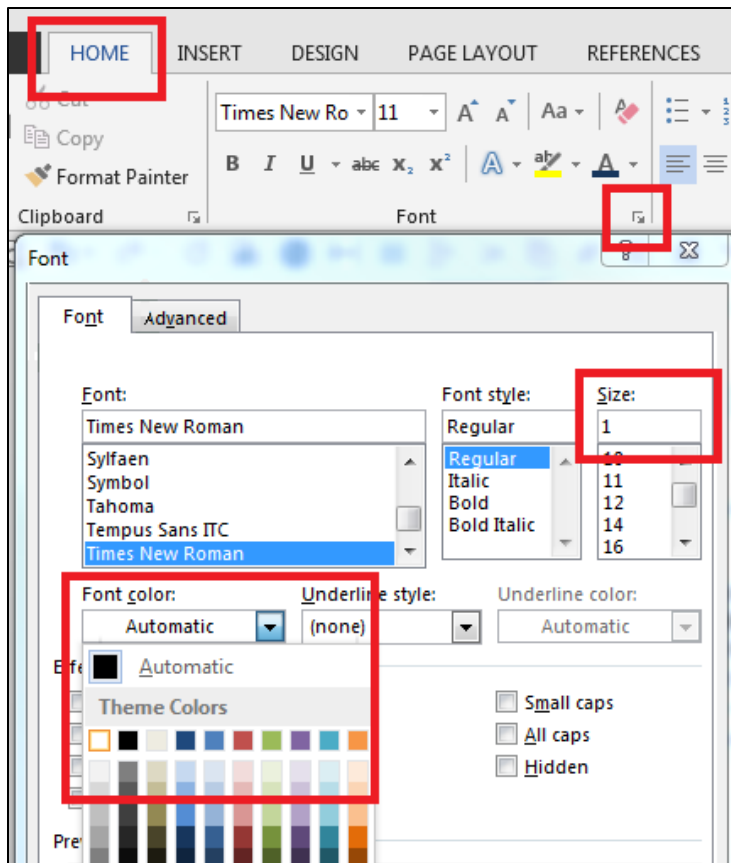 HOME INSERT DESIGN PAGE LAYOUT REFERENCES
Cut
Times New Ro 11 A A Aa
Copy
Format Painter
B I U abc X₂ X² A ab A
Clipboard Font
Font
Font Advanced
Font: Font style: Size:
Times New Roman Regular 1
Sylfaen Regular 10
Symbol Italic 11
Tahoma Bold 12
Tempus Sans ITC Bold Italic 14
Times New Roman 16
Font color: Underline style: Underline color:
Automatic (none) Automatic
Automatic
Theme Colors
Small caps
All caps
Hidden